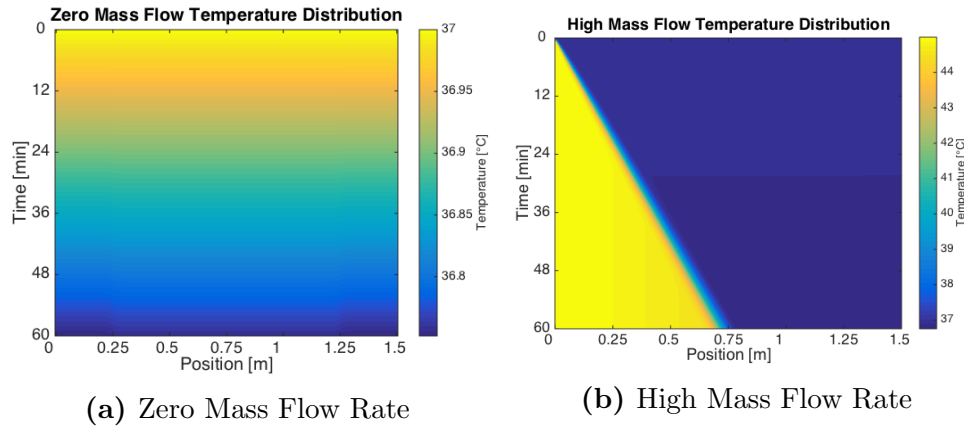 Zero Mass Flow Temperature Distribution
0
12
24
36
48
60
Time [min]
0 0.25 0.5 0.75 1 1.25 1.5
Position [m]
37
36.95
36.9
36.85
36.8
Temperature [°C]
(a) Zero Mass Flow Rate
High Mass Flow Temperature Distribution
0
12
24
36
48
60
Time [min]
0 0.25 0.5 0.75 1 1.25 1.5
Position [m]
44
43
42
41
40
39
38
37
Temperature [°C]
(b) High Mass Flow Rate